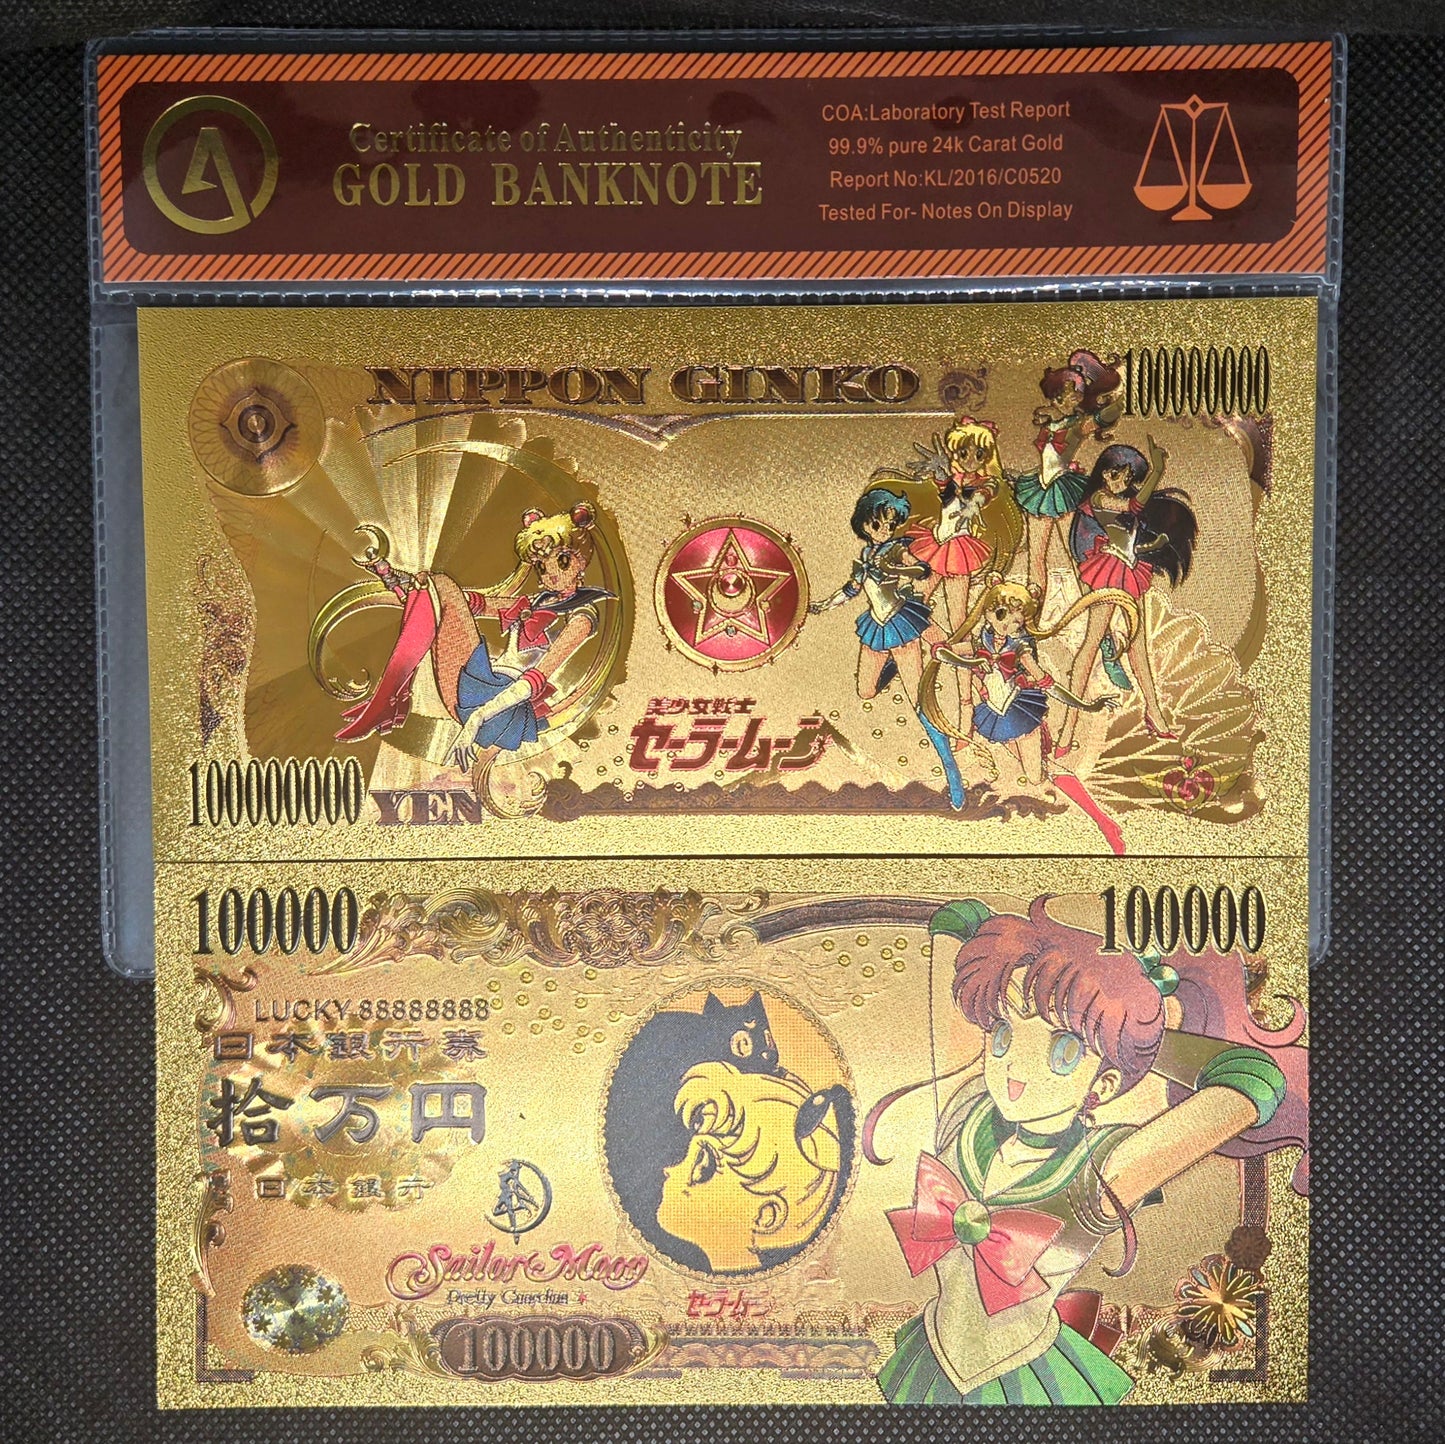 Certificate of Authenticity
GOLD BANKNOTE
COA:Laboratory Test Report
99.9% pure 24k Carat Gold
Report No:KL/2016/C0520
Tested For- Notes On Display
NIPPON GINKO
100000000
美少女戦士
セーラームーン
100000000
YEN
100000
100000
LUCKY 88888888
日本銀行券
拾万円
日本銀行
Sailor Moon
Pretty Guardian
セーラームーン
100000